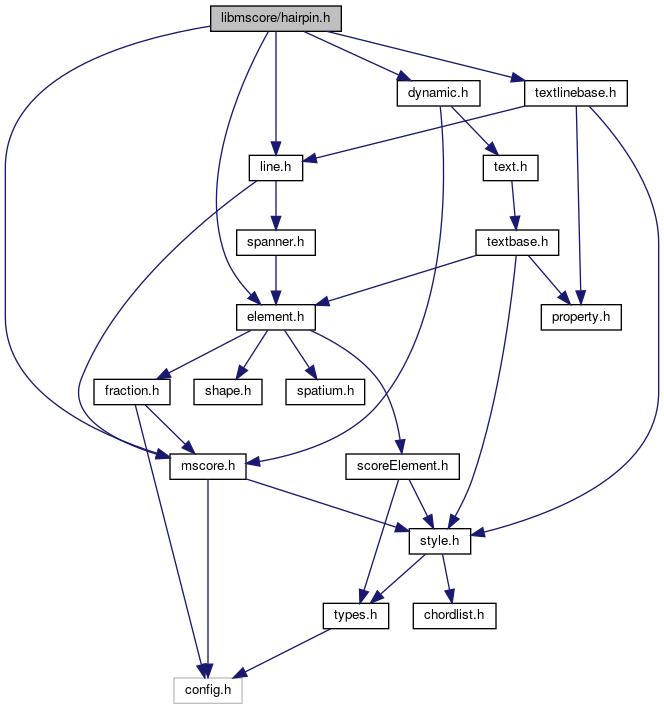 libmscore/hairpin.h
dynamic.h
textlinebase.h
line.h
text.h
spanner.h
textbase.h
element.h
property.h
fraction.h
shape.h
spatium.h
mscore.h
scoreElement.h
style.h
types.h
chordlist.h
config.h